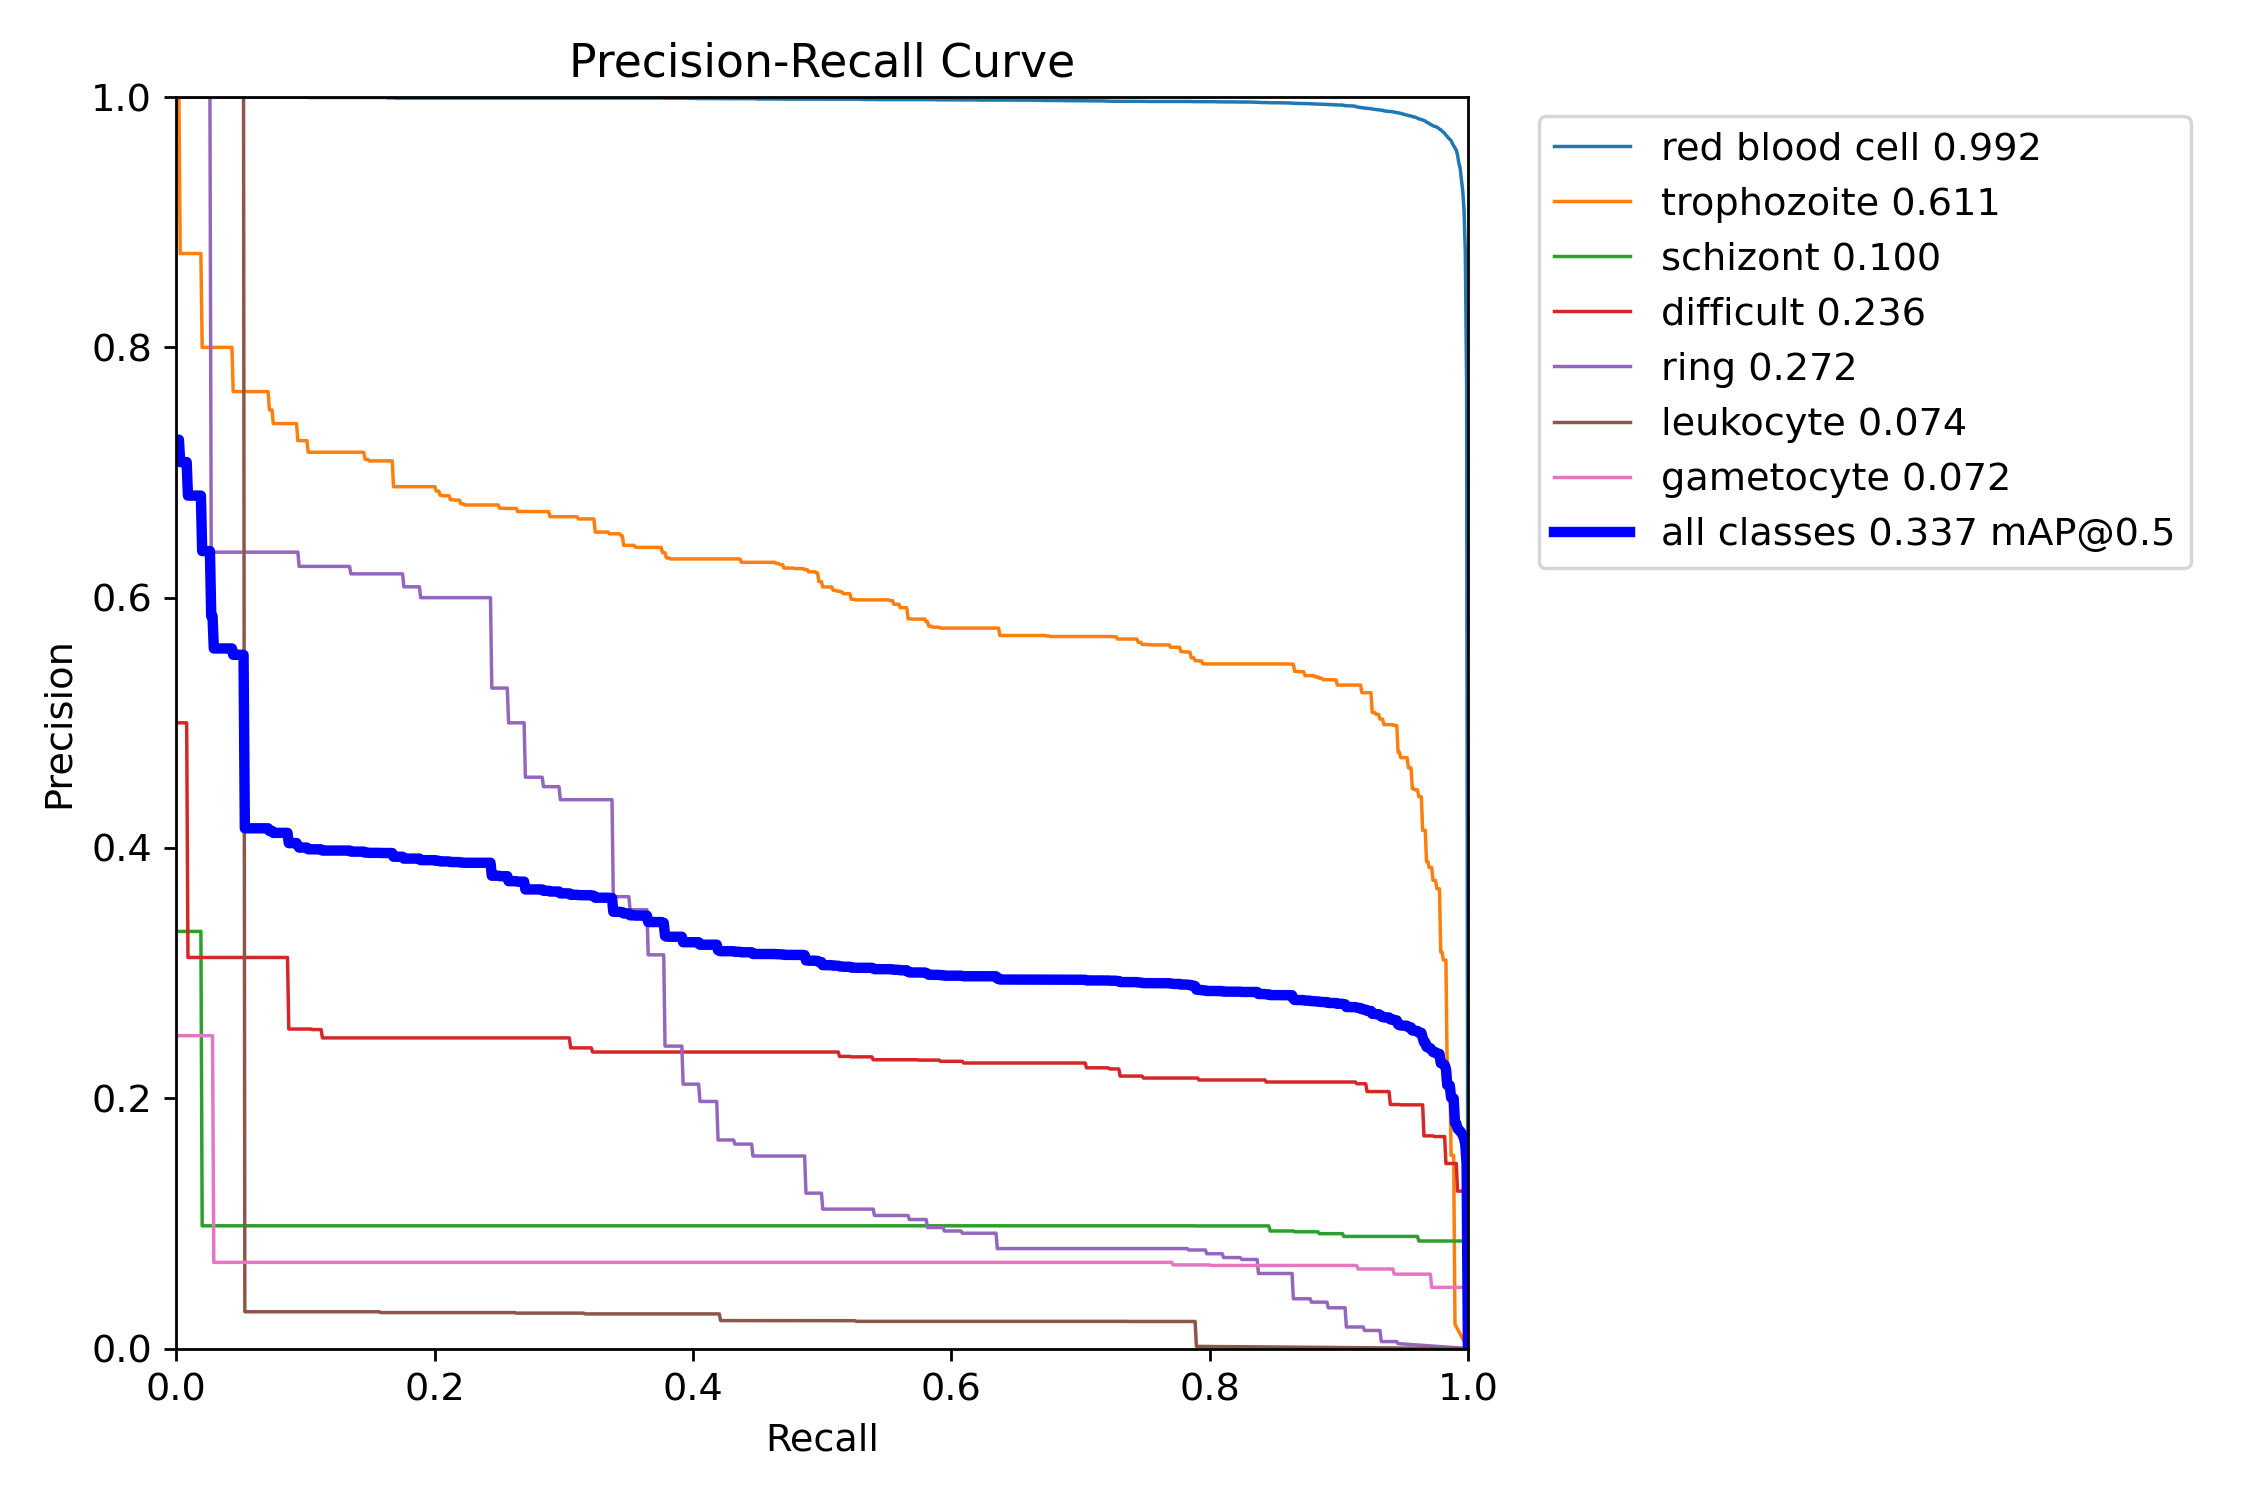 Precision-Recall Curve
1.0
0.8
0.6
0.4
0.2
0.0
Precision
0.0 0.2 0.4 0.6 0.8 1.0
Recall
red blood cell 0.992
trophozoite 0.611
schizont 0.100
difficult 0.236
ring 0.272
leukocyte 0.074
gametocyte 0.072
all classes 0.337 mAP@0.5